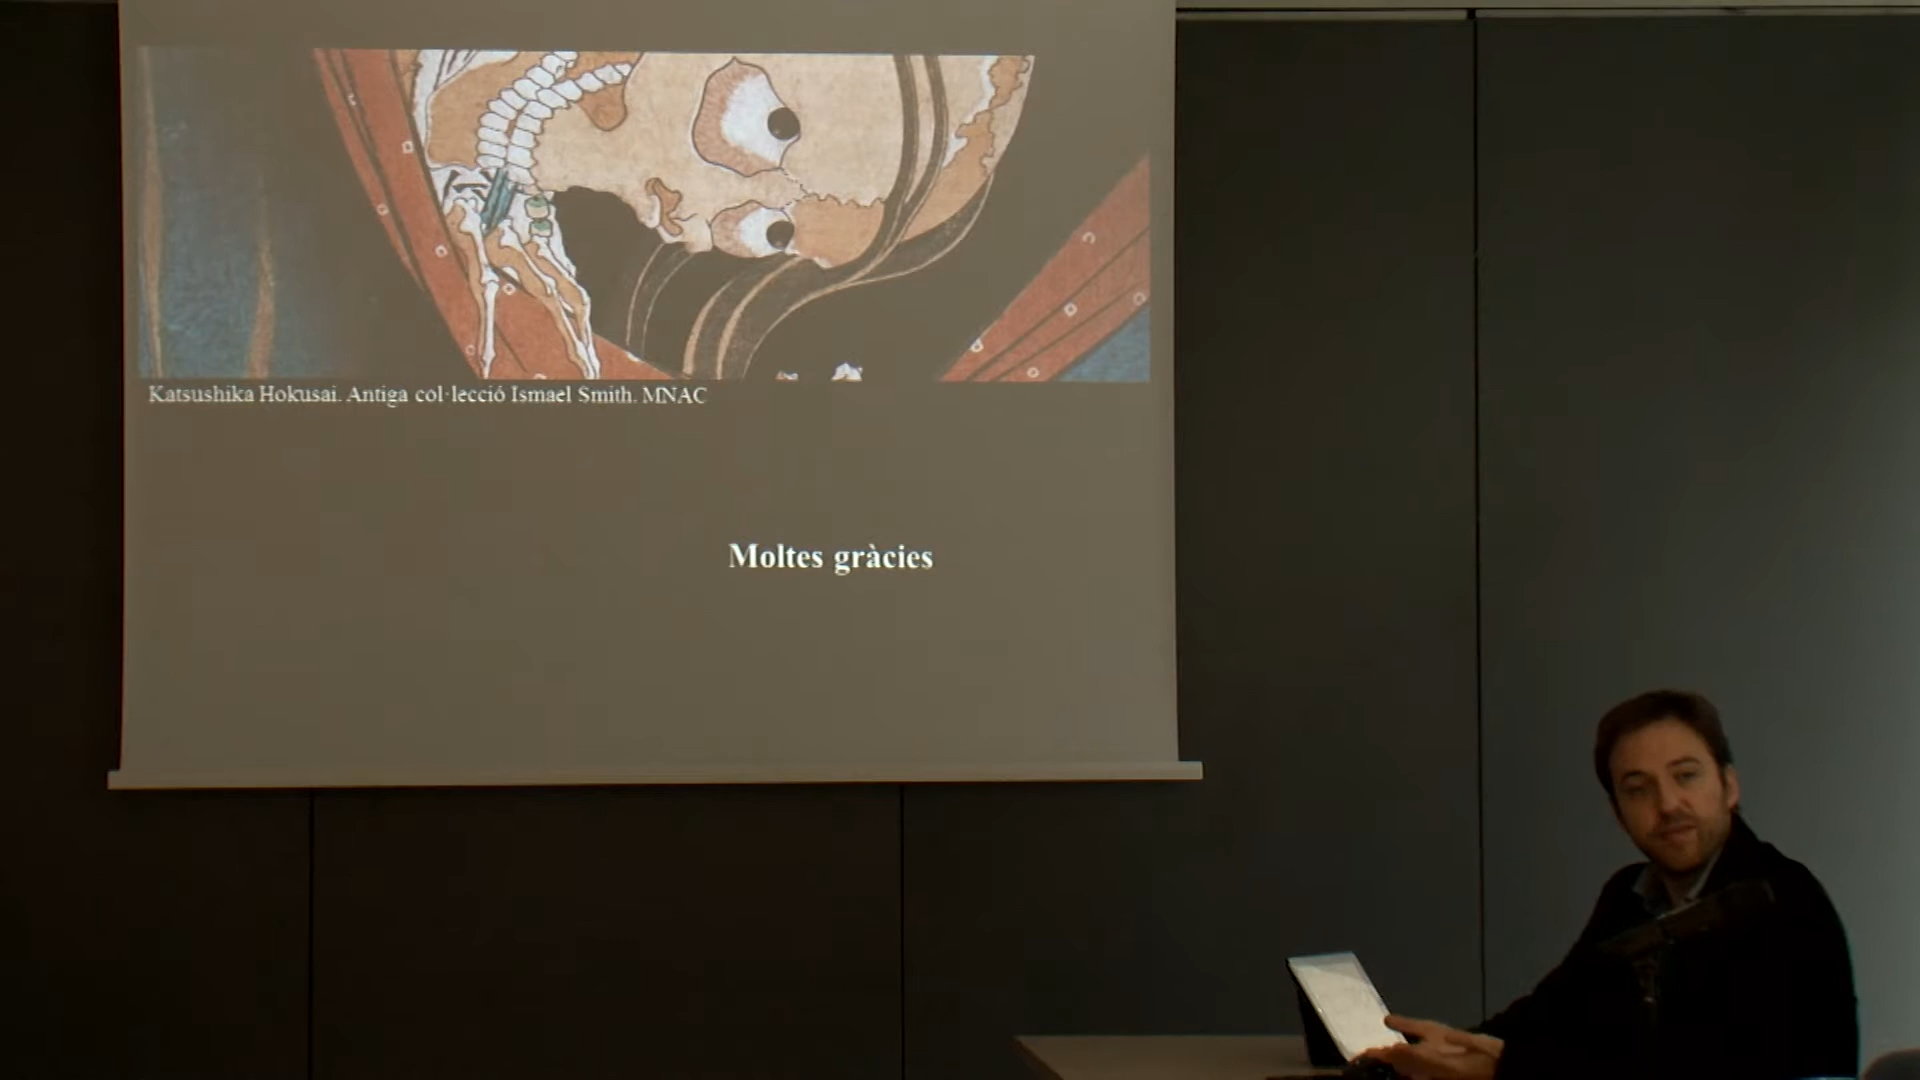 Katsushika Hokusai. Antiga col·lecció Ismael Smith. MNAC
Moltes gràcies